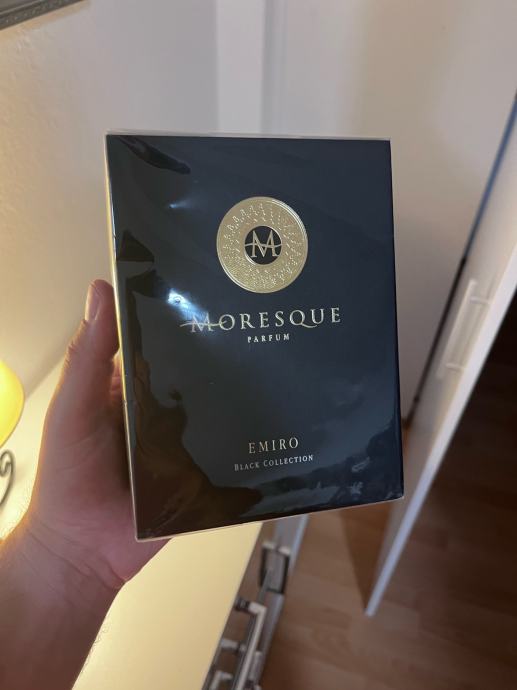 M
MORESQUE
PARFUM
EMIRO
BLACK COLLECTION